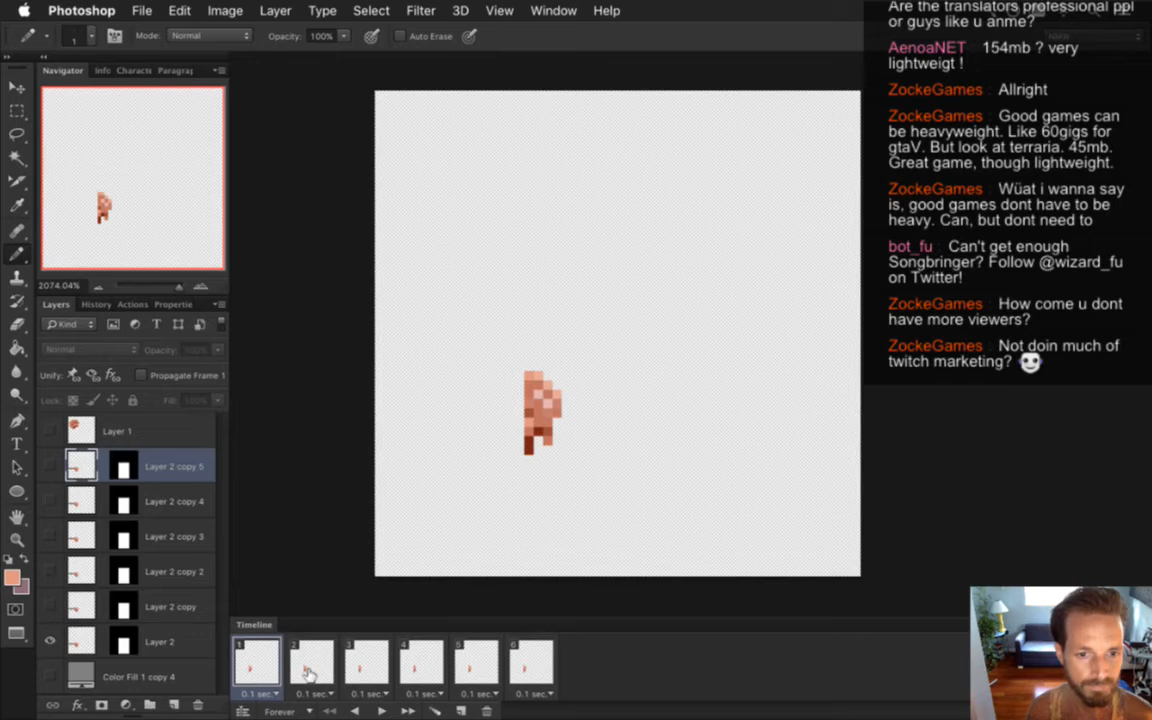 Photoshop File Edit Image Layer Type Select Filter 3D View Window Help
Mode: Normal Opacity: 100% Auto Erase
Navigator Info Charact Paragraj
2074.04%
Layers History Actions Propertie
Kind
Normal Opacity: 100%
Unify: Propagate Frame 1
Lock: Fill: 100%
Layer 1
Layer 2 copy 5
Layer 2 copy 4
Layer 2 copy 3
Layer 2 copy 2
Layer 2 copy
Layer 2
Color Fill 1 copy 4
Timeline
1 2 3 4 5 6
0.1 sec. 0.1 sec. 0.1 sec. 0.1 sec. 0.1 sec. 0.1 sec.
Forever
Are the translators professional ppl
or guys like u anme?
AenoaNET 154mb ? very
lightweigt !
ZockeGames : Allright
ZockeGames : Good games can
be heavyweight. Like 60gigs for
gtaV. But look at terraria. 45mb.
Great game, though lightweight.
ZockeGames : Wüat i wanna say
is, good games dont have to be
heavy. Can, but dont need to
bot_fu : Can't get enough
Songbringer? Follow @wizard_fu
on Twitter!
ZockeGames : How come u dont
have more viewers?
ZockeGames : Not doin much of
twitch marketing?